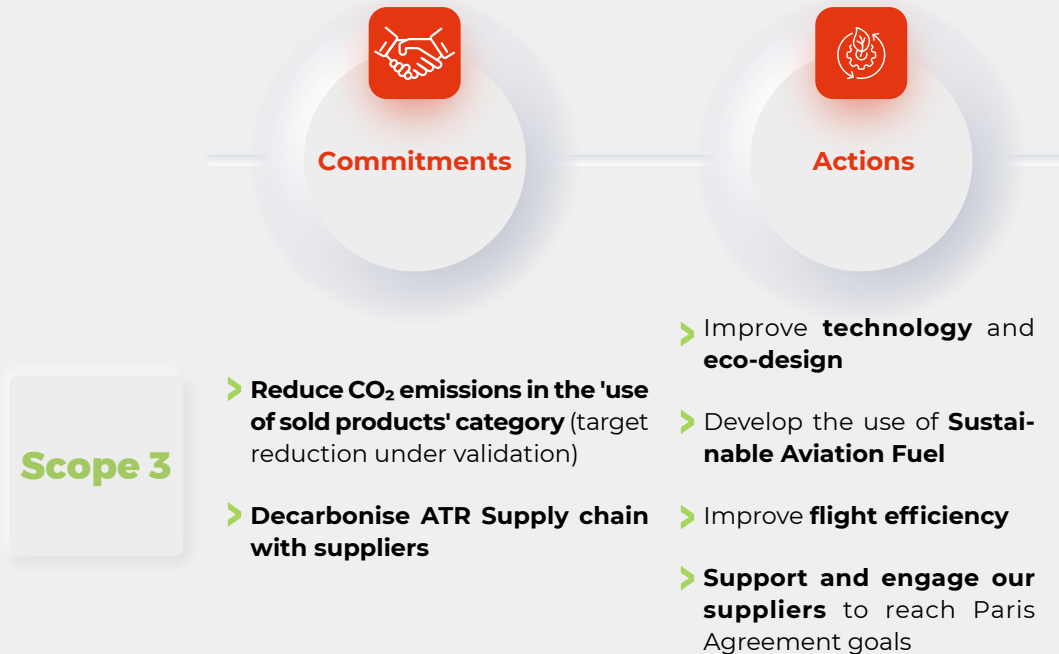 Commitments
Actions
Scope 3
Reduce CO₂ emissions in the 'use
of sold products' category (target
reduction under validation)
Decarbonise ATR Supply chain
with suppliers
Improve technology and
eco-design
Develop the use of Sustai-
nable Aviation Fuel
Improve flight efficiency
Support and engage our
suppliers to reach Paris
Agreement goals